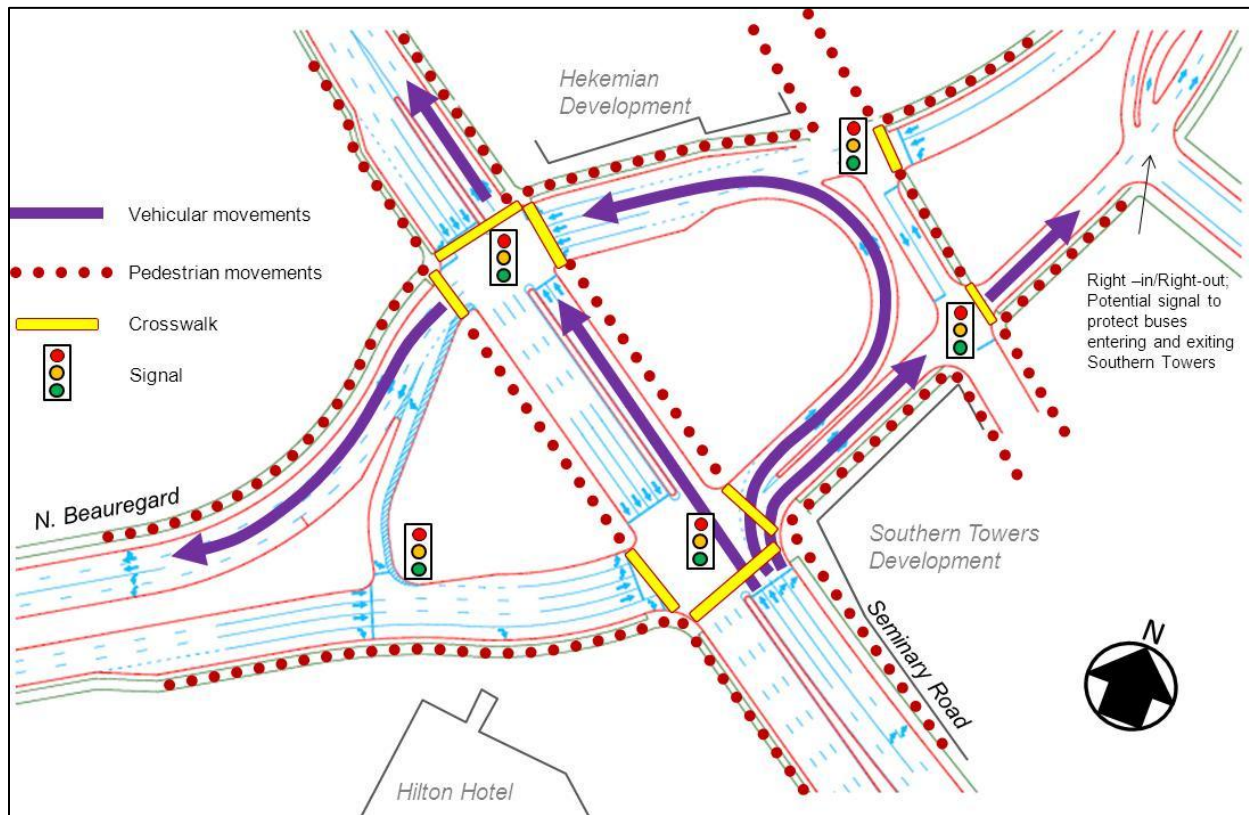 Hekemian
Development
Vehicular movements
Pedestrian movements
Crosswalk
Signal
Right –in/Right-out;
Potential signal to
protect buses
entering and exiting
Southern Towers
N. Beauregard
Southern Towers
Development
Seminary Road
N
Hilton Hotel